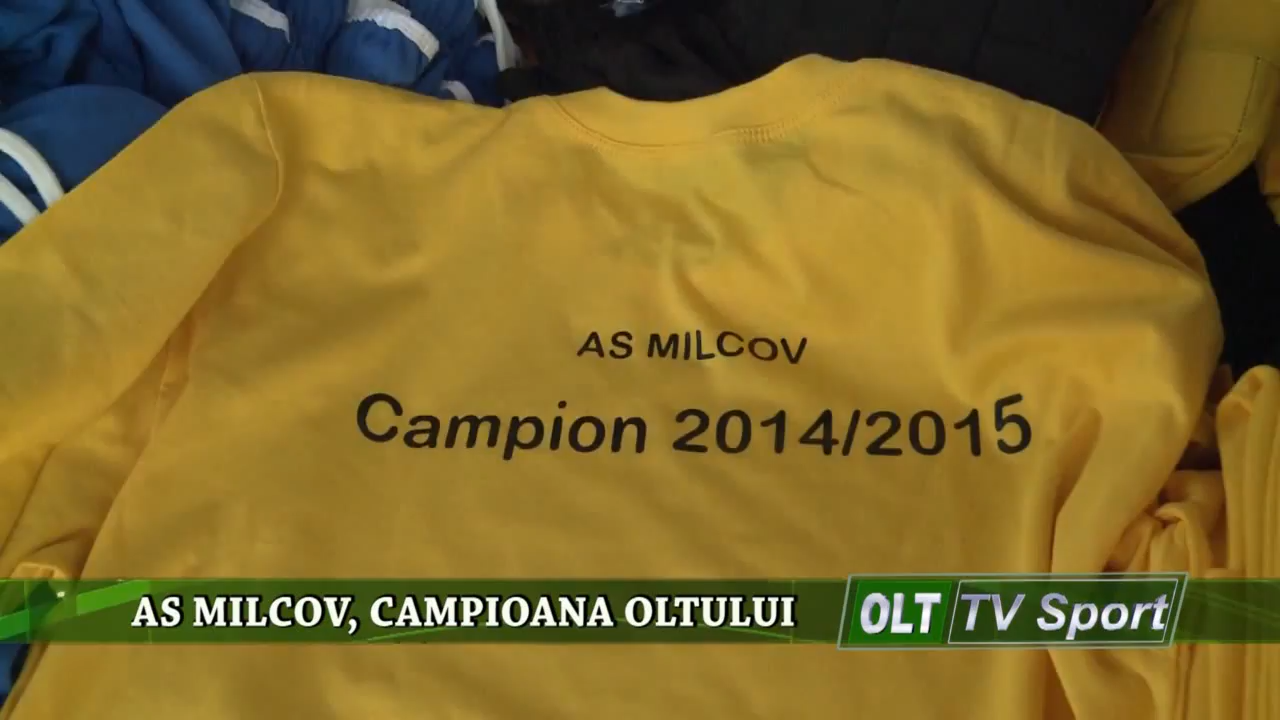 AS MILCOV
Campion 2014/2015
AS MILCOV, CAMPIOANA OLTULUI
OLT TV Sport